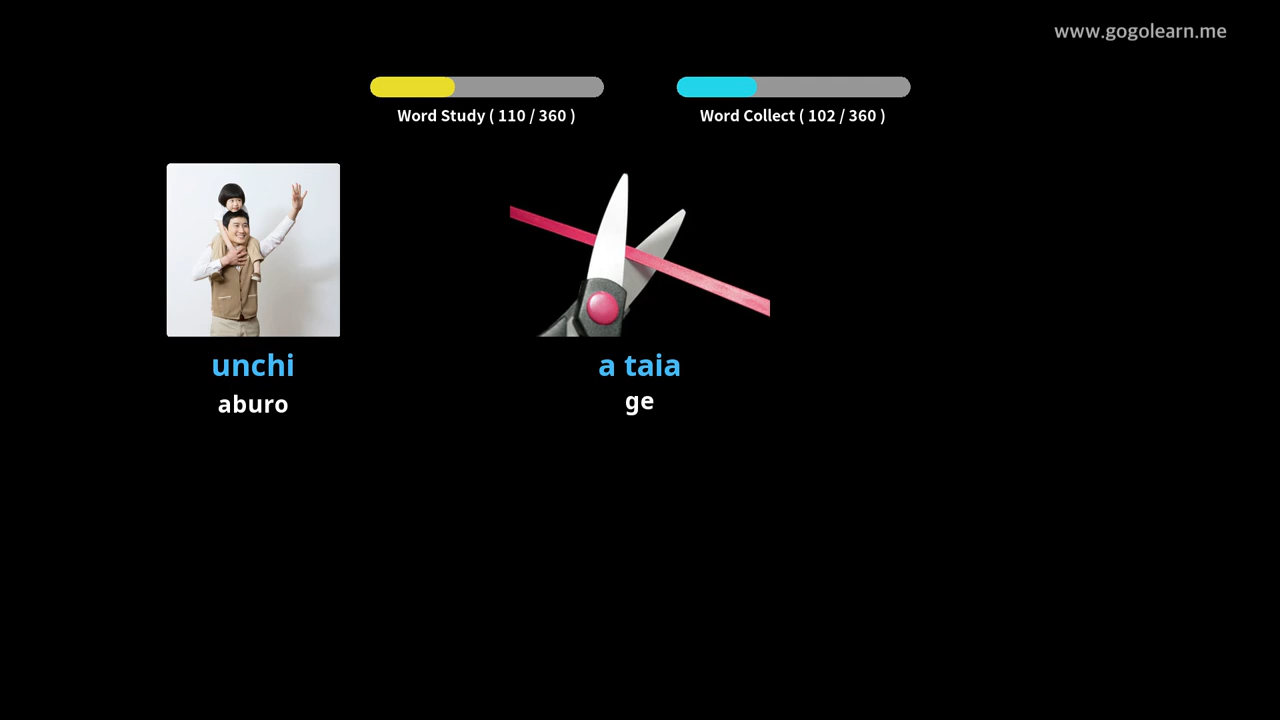 www.gogolearn.me
Word Study ( 110 / 360 )
Word Collect ( 102 / 360 )
unchi
aburo
a taia
ge